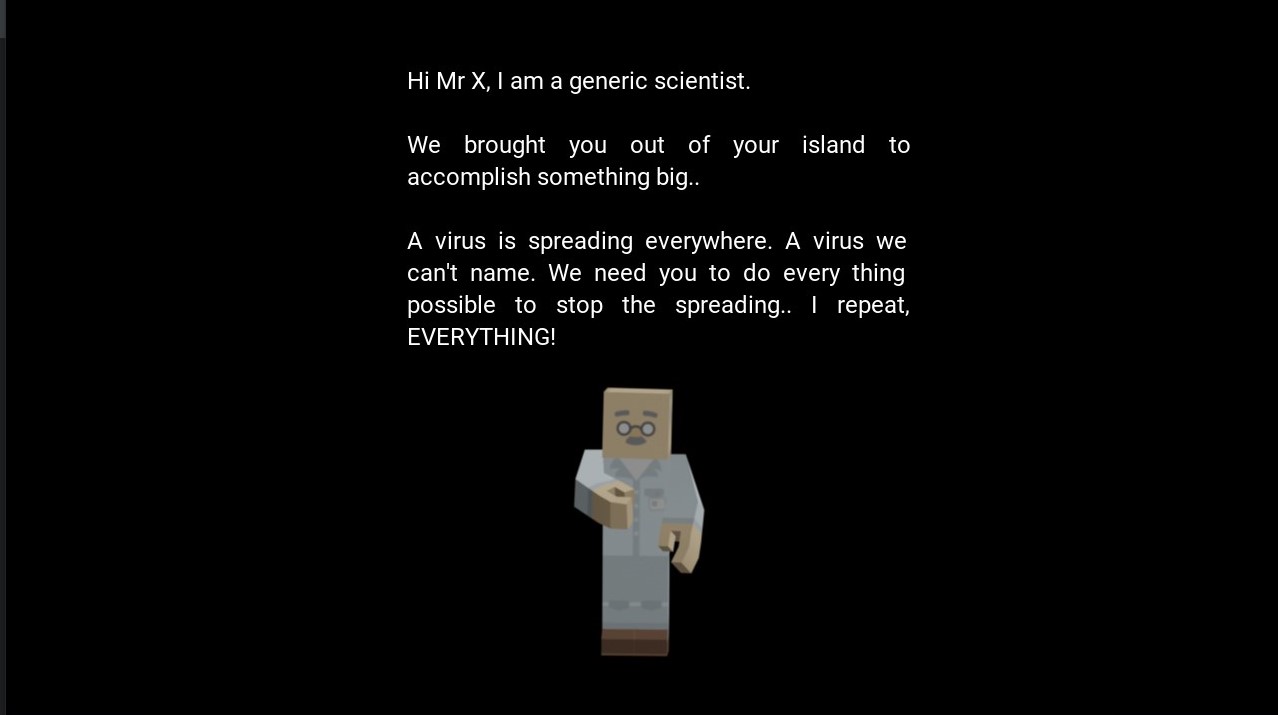 Hi Mr X, I am a generic scientist.
We brought you out of your island to
accomplish something big..
A virus is spreading everywhere. A virus we
can't name. We need you to do every thing
possible to stop the spreading.. I repeat,
EVERYTHING!